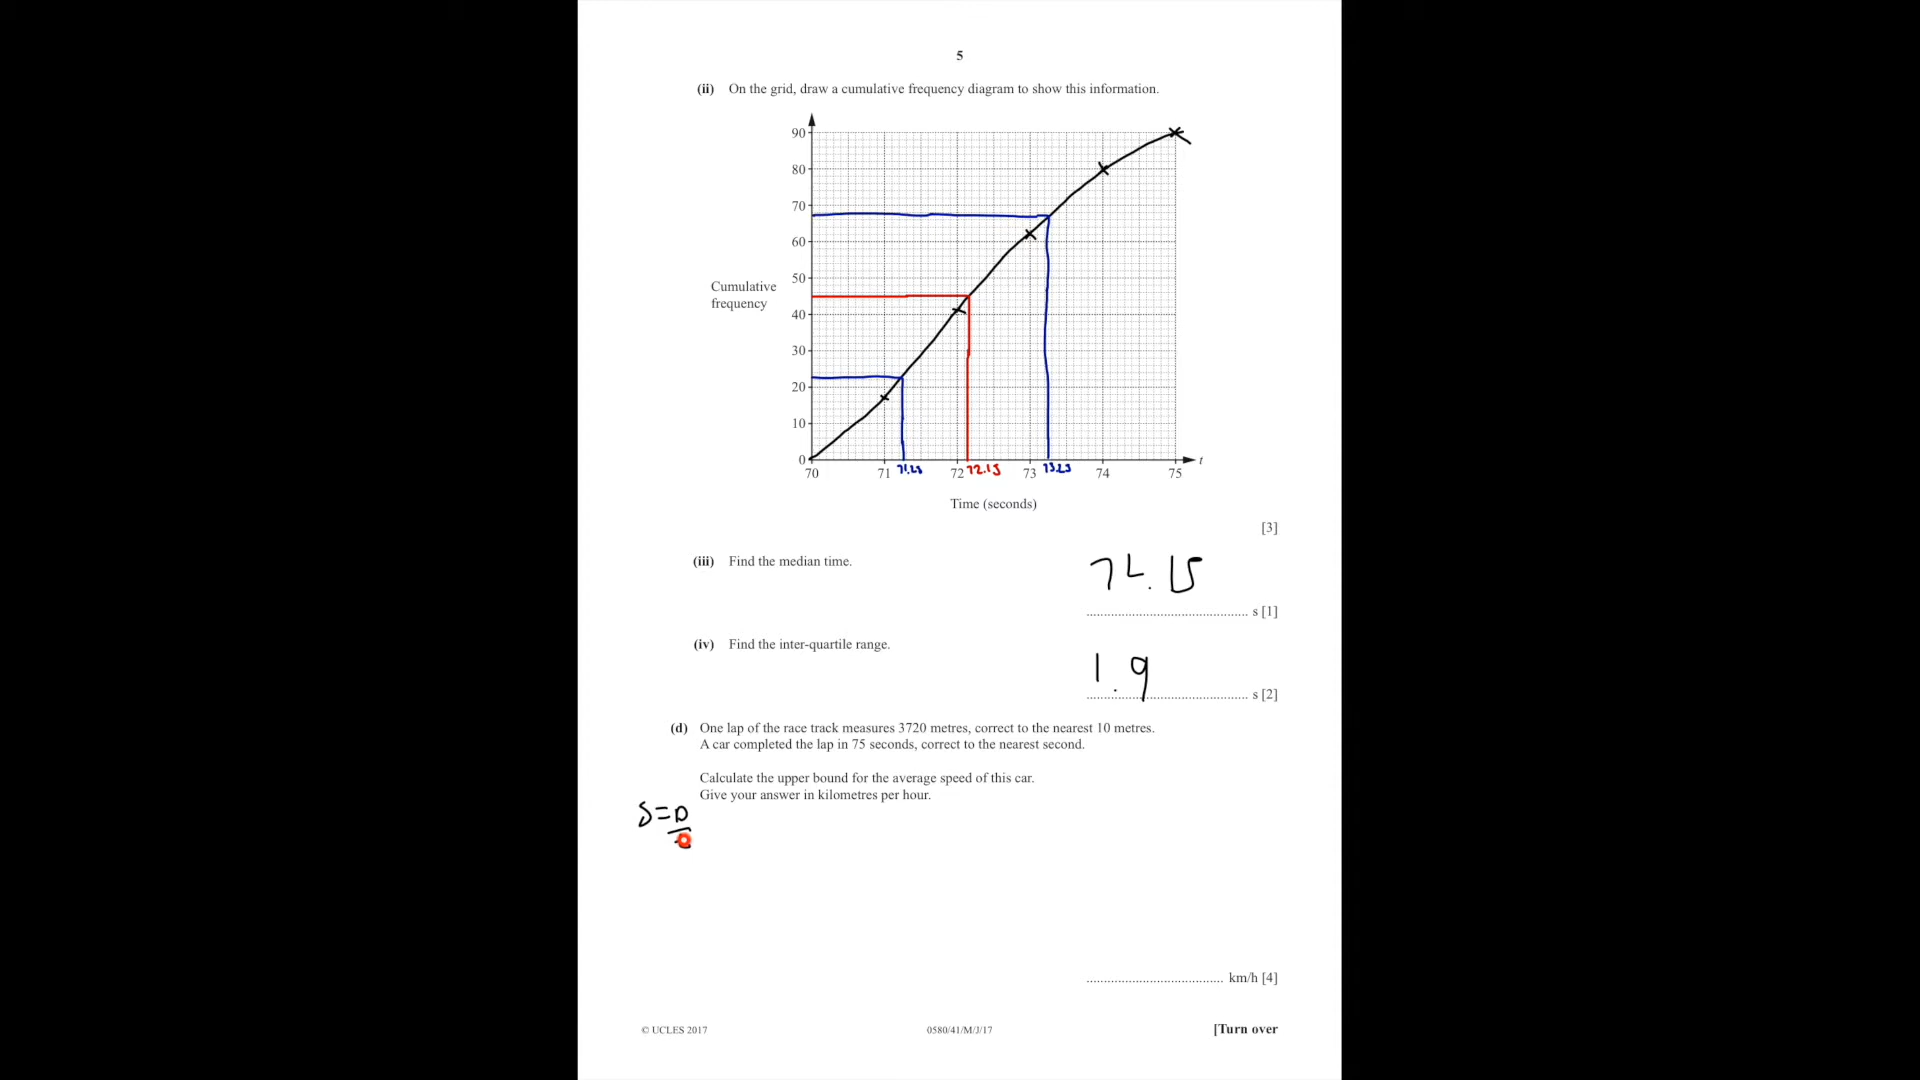 5
(ii) On the grid, draw a cumulative frequency diagram to show this information.
90
80
70
60
50
Cumulative
frequency
40
30
20
10
0
70 71 71.25 72 72.15 73 73.25 74 75
t
Time (seconds)
[3]
(iii) Find the median time.
72.15
........................................... s [1]
(iv) Find the inter-quartile range.
1.9
........................................... s [2]
(d) One lap of the race track measures 3720 metres, correct to the nearest 10 metres.
A car completed the lap in 75 seconds, correct to the nearest second.
Calculate the upper bound for the average speed of this car.
Give your answer in kilometres per hour.
S=D
....................................... km/h [4]
© UCLES 2017
0580/41/M/J/17
[Turn over